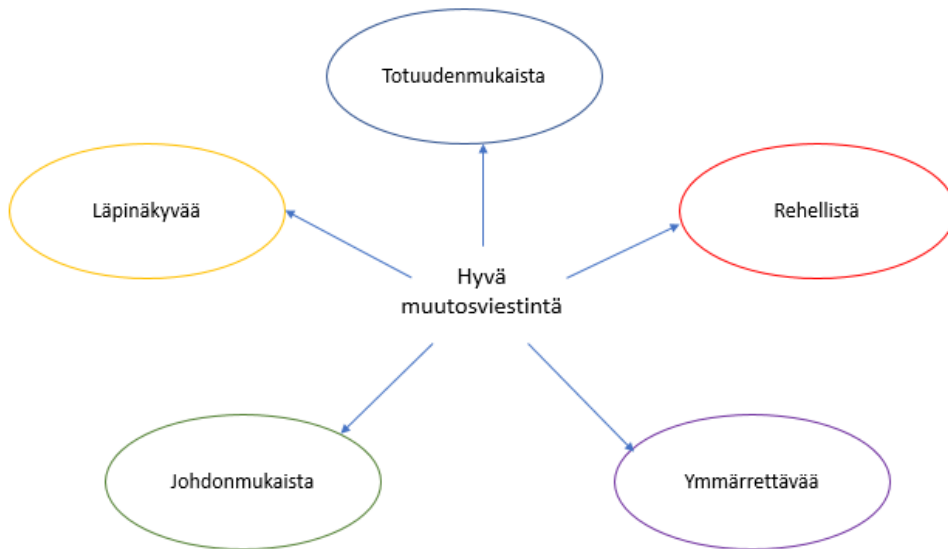 Totuudenmukaista
Läpinäkyvää
Rehellistä
Hyvä
muutosviestintä
Johdonmukaista
Ymmärrettävää